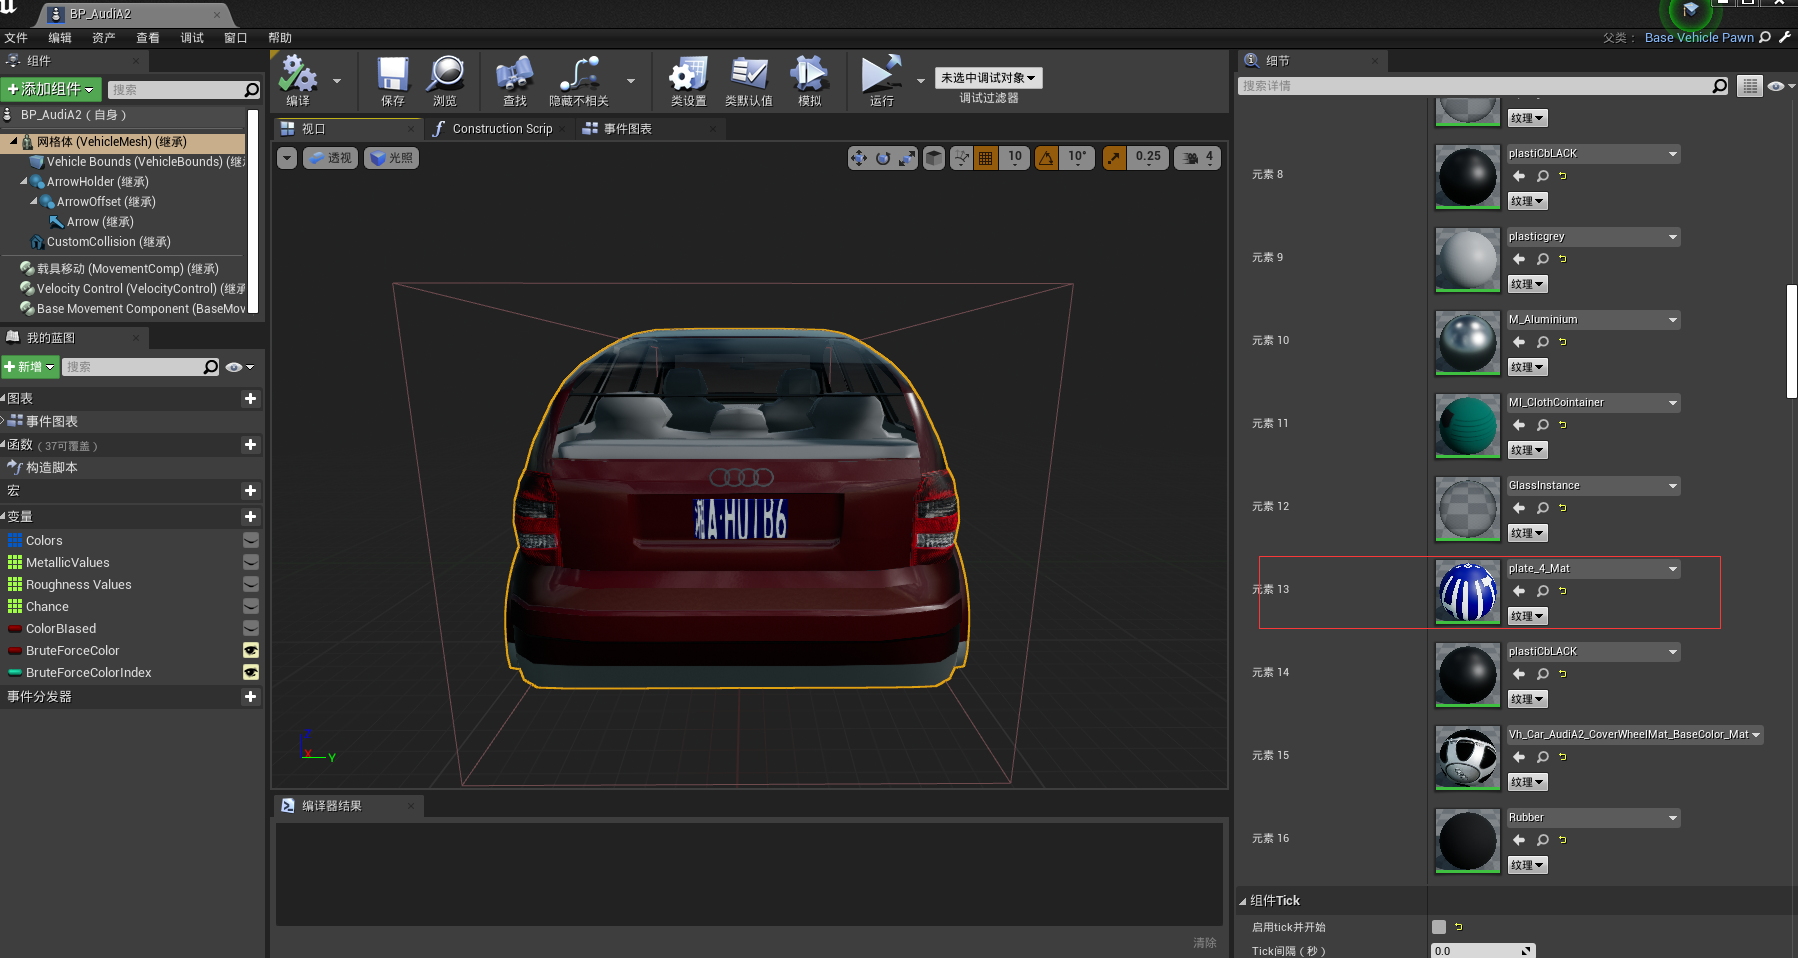 BP_AudiA2
文件 编辑 资产 查看 调试 窗口 帮助
父类： Base Vehicle Pawn
组件
+添加组件
搜索
BP_AudiA2（自身）
网格体 (VehicleMesh) (继承)
Vehicle Bounds (VehicleBounds) (继
ArrowHolder (继承)
ArrowOffset (继承)
Arrow (继承)
CustomCollision (继承)
载具移动 (MovementComp) (继承)
Velocity Control (VelocityControl) (继承
Base Movement Component (BaseMov
我的蓝图
+新增
搜索
图表
事件图表
函数（37可覆盖）
构造脚本
宏
变量
Colors
MetallicValues
Roughness Values
Chance
ColorBIased
BruteForceColor
BruteForceColorIndex
事件分发器
编译
保存
浏览
查找
隐藏不相关
类设置
类默认值
模拟
运行
未选中调试对象
调试过滤器
视口
Construction Scrip
事件图表
透视
光照
10
10°
0.25
4
A·H01B6
X
Y
编译器结果
清除
细节
搜索详情
纹理
元素 8
plastiCbLACK
纹理
元素 9
plasticgrey
纹理
元素 10
M_Aluminium
纹理
元素 11
MI_ClothCointainer
纹理
元素 12
GlassInstance
纹理
元素 13
plate_4_Mat
纹理
元素 14
plastiCbLACK
纹理
元素 15
Vh_Car_AudiA2_CoverWheelMat_BaseColor_Mat
纹理
元素 16
Rubber
纹理
组件Tick
启用tick并开始
Tick间隔（秒）
0.0